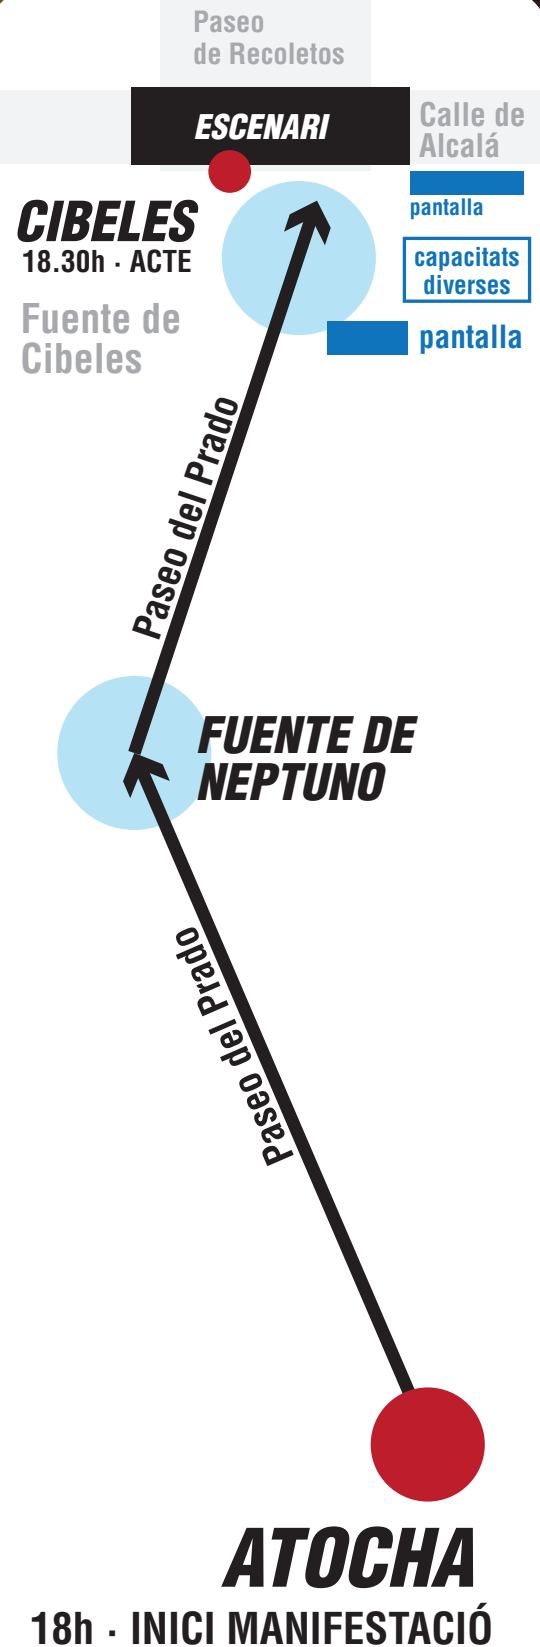 Paseo
de Recoletos
ESCENARI
Calle de
Alcalá
CIBELES
18.30h · ACTE
pantalla
capacitats
diverses
Fuente de
Cibeles
pantalla
Paseo del Prado
FUENTE DE
NEPTUNO
Paseo del Prado
ATOCHA
18h · INICI MANIFESTACIÓ